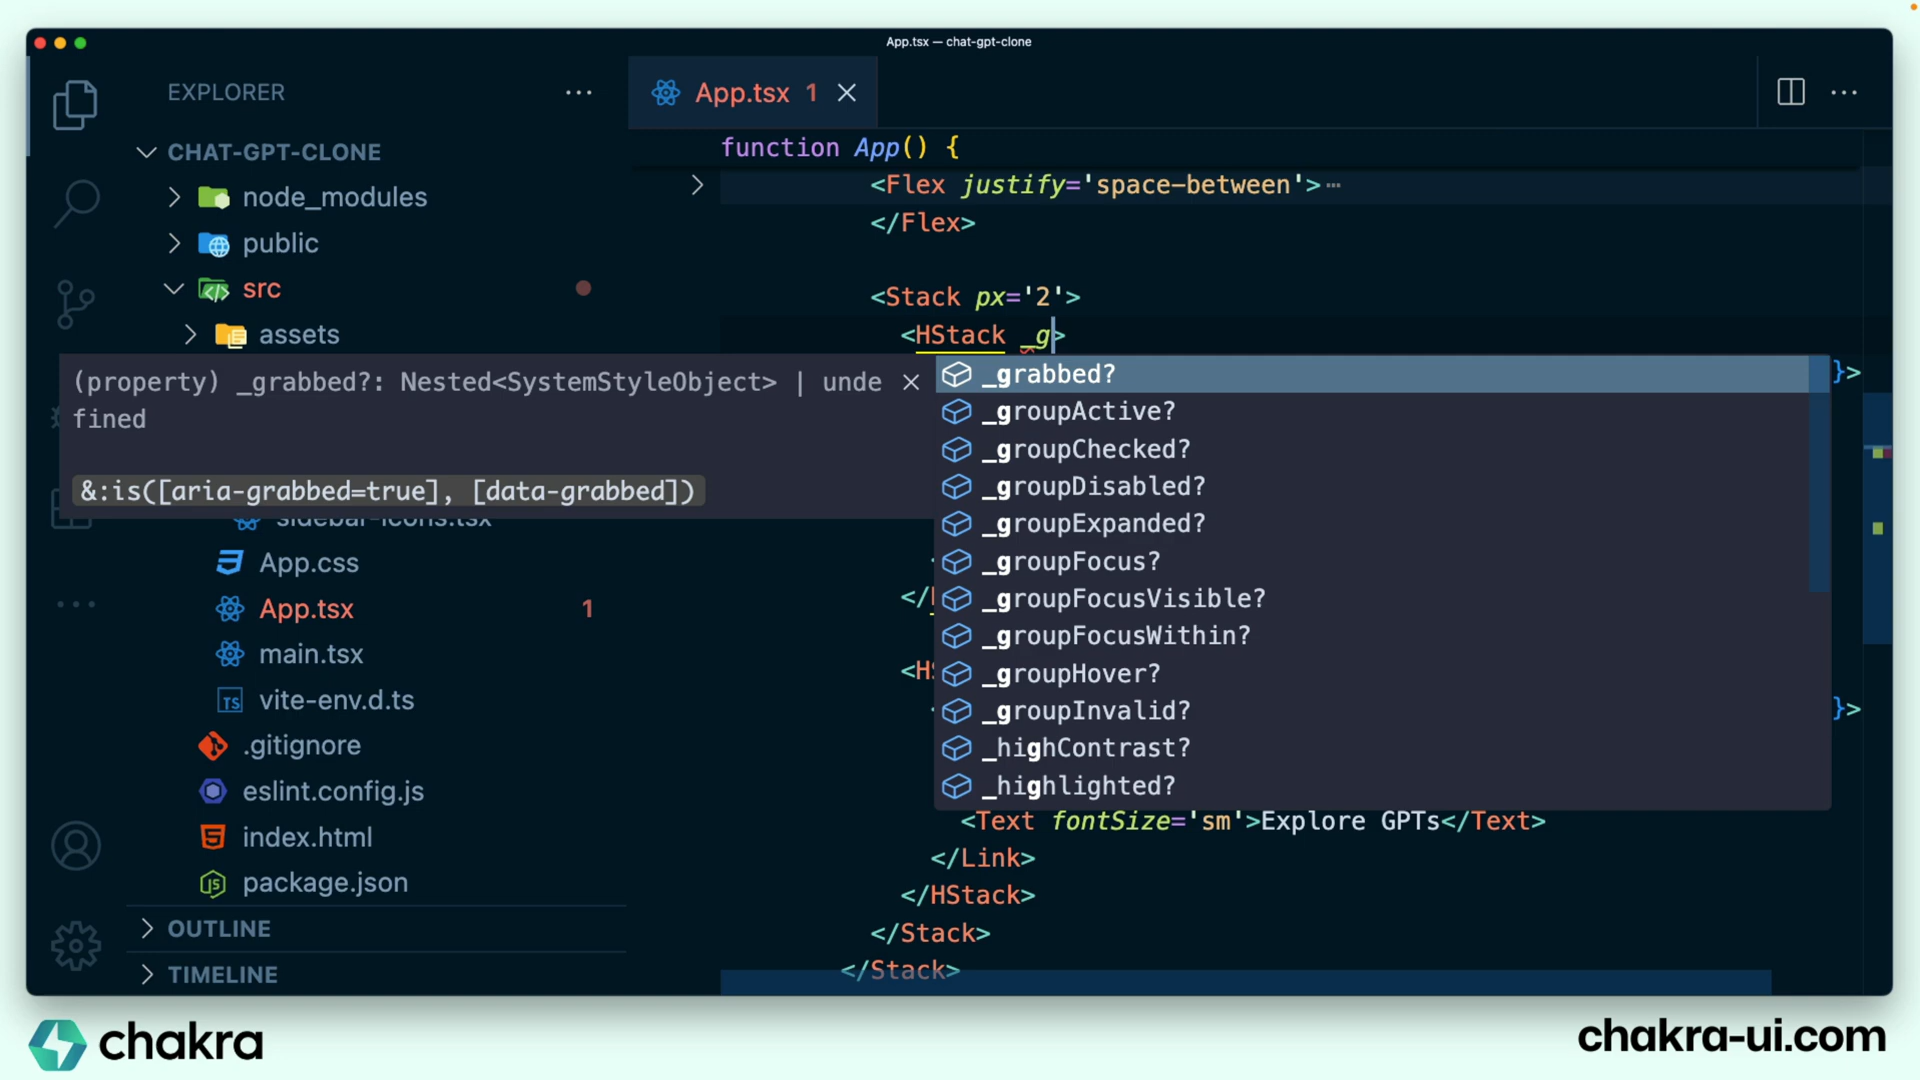 App.tsx — chat-gpt-clone
EXPLORER
CHAT-GPT-CLONE
node_modules
public
src
assets
sidebar-icons.tsx
App.css
App.tsx 1
main.tsx
vite-env.d.ts
.gitignore
eslint.config.js
index.html
package.json
OUTLINE
TIMELINE
App.tsx 1
function App() {
<Flex justify='space-between'>
</Flex>
<Stack px='2'>
<HStack _g>
}>
(property) _grabbed?: Nested<SystemStyleObject> | unde
fined
&:is([aria-grabbed=true], [data-grabbed])
_grabbed?
_groupActive?
_groupChecked?
_groupDisabled?
_groupExpanded?
_groupFocus?
_groupFocusVisible?
_groupFocusWithin?
_groupHover?
_groupInvalid?
_highContrast?
_highlighted?
</
<H
}>
<Text fontSize='sm'>Explore GPTs</Text>
</Link>
</HStack>
</Stack>
</Stack>
chakra
chakra-ui.com